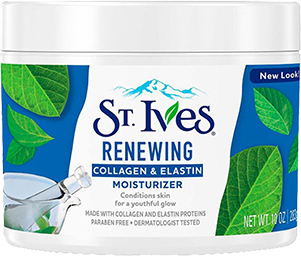 New Look!
ST. IVES®
RENEWING
COLLAGEN & ELASTIN
MOISTURIZER
Conditions skin
for a youthful glow
MADE WITH COLLAGEN AND ELASTIN PROTEINS
PARABEN FREE • DERMATOLOGIST TESTED
NET WT. 10 OZ